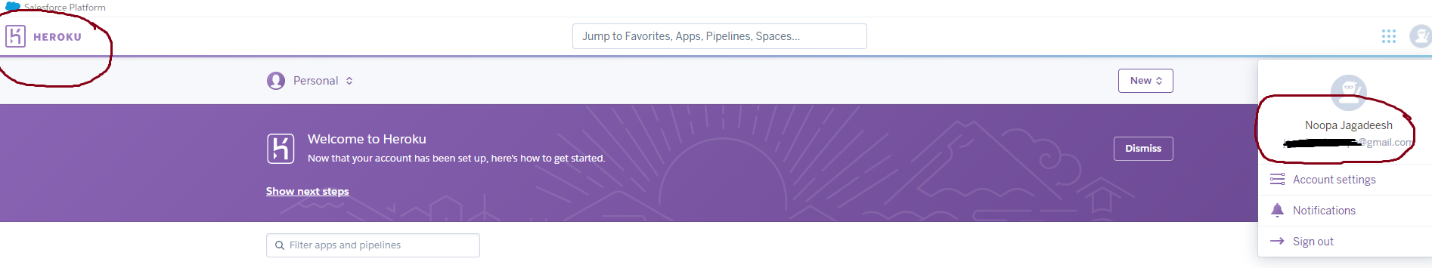 Salesforce Platform
HEROKU
Jump to Favorites, Apps, Pipelines, Spaces...
Personal
New
Welcome to Heroku
Now that your account has been set up, here's how to get started.
Dismiss
Show next steps
Filter apps and pipelines
Noopa Jagadeesh
@gmail.com
Account settings
Notifications
Sign out